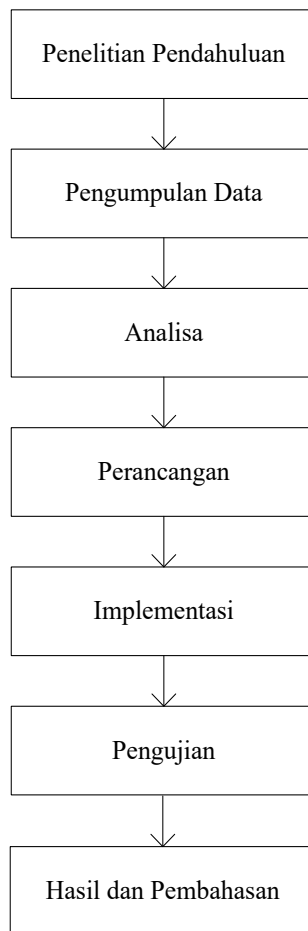 Penelitian Pendahuluan
Pengumpulan Data
Analisa
Perancangan
Implementasi
Pengujian
Hasil dan Pembahasan